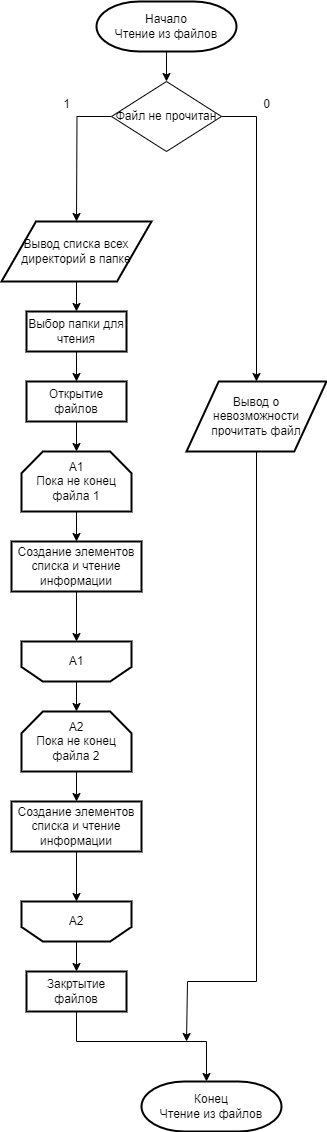 Начало
Чтение из файлов
1
0
Файл не прочитан
Вывод списка всех
директорий в папке
Выбор папки для
чтения
Открытие
файлов
Вывод о
невозможности
прочитать файл
А1
Пока не конец
файла 1
Создание элементов
списка и чтение
информации
А1
А2
Пока не конец
файла 2
Создание элементов
списка и чтение
информации
А2
Закртытие
файлов
Конец
Чтение из файлов